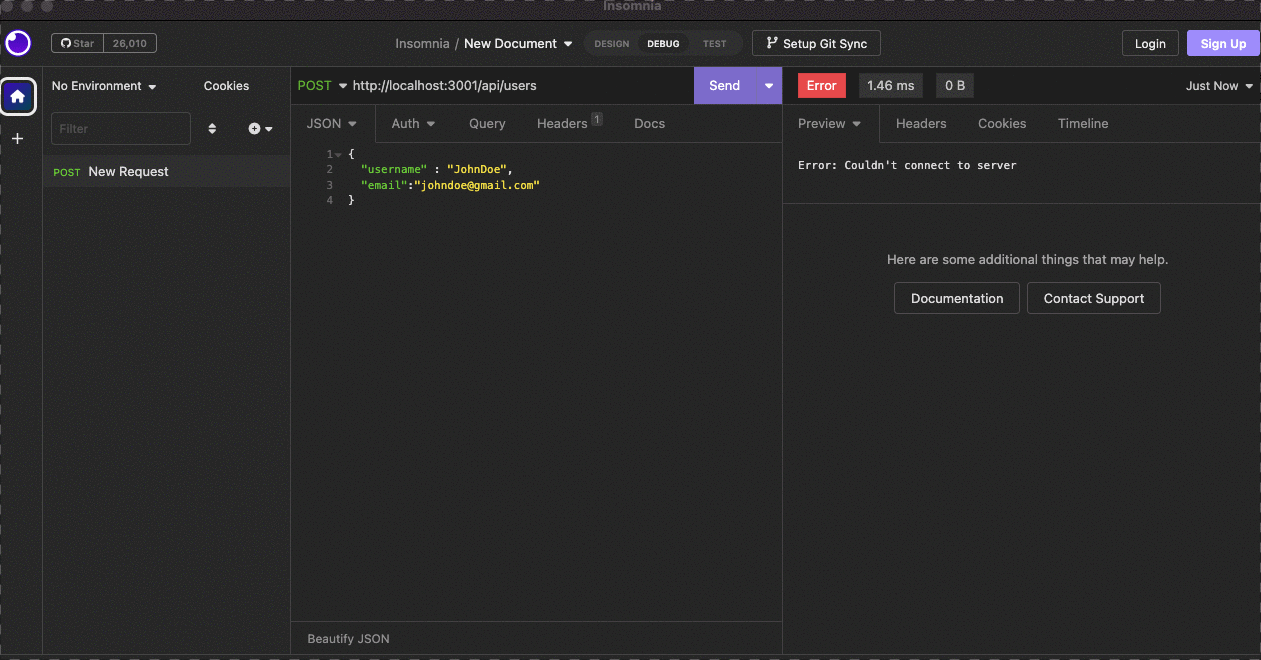 Insomnia
Star 26,010
Insomnia / New Document
DESIGN DEBUG TEST
Setup Git Sync
Login
Sign Up
No Environment
Cookies
Filter
POST New Request
POST http://localhost:3001/api/users
Send
JSON Auth Query Headers 1 Docs
1 {
2 "username" : "JohnDoe",
3 "email":"johndoe@gmail.com"
4 }
Beautify JSON
Error 1.46 ms 0 B Just Now
Preview Headers Cookies Timeline
Error: Couldn't connect to server
Here are some additional things that may help.
Documentation Contact Support